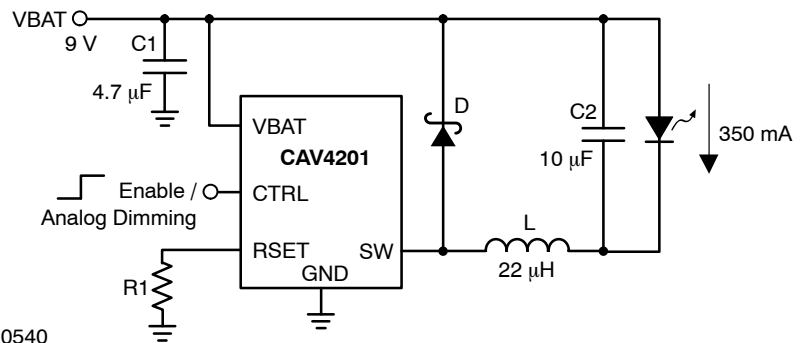 VBAT
9 V
C1
4.7 μF
VBAT
CAV4201
CTRL
RSET
SW
GND
Enable /
Analog Dimming
R1
D
C2
10 μF
350 mA
L
22 μH
0540